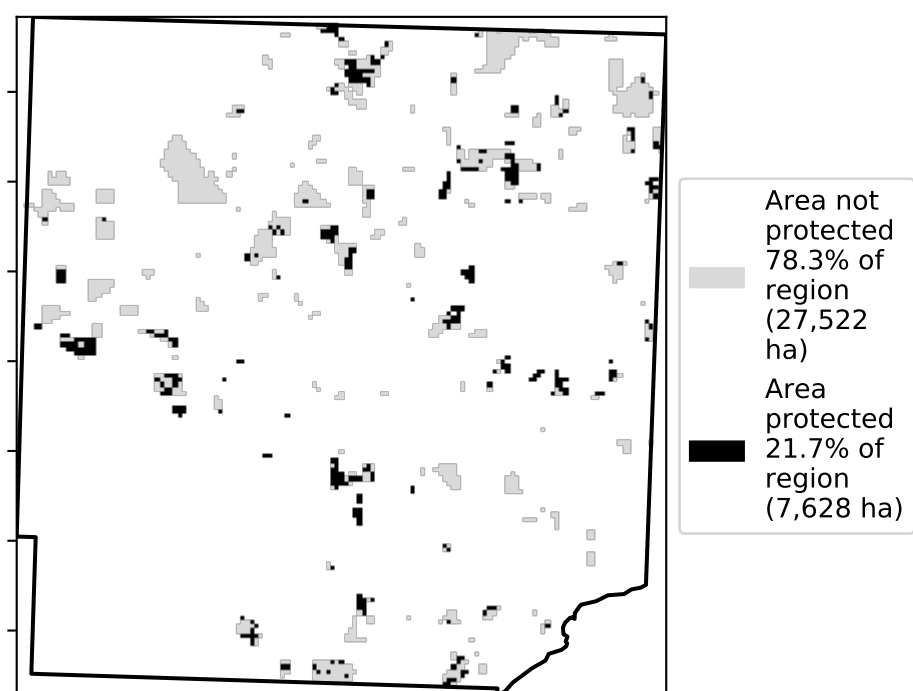 Area not
protected
78.3% of
region
(27,522
ha)
Area
protected
21.7% of
region
(7,628 ha)